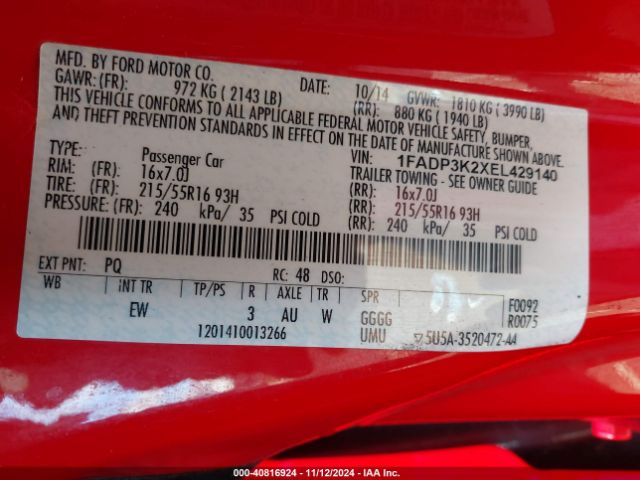 MFD. BY FORD MOTOR CO.
DATE: 10/14 GVWR: 1810 KG (3990 LB)
GAWR: (FR): 972 KG (2143 LB) (RR): 880 KG (1940 LB)
THIS VEHICLE CONFORMS TO ALL APPLICABLE FEDERAL MOTOR VEHICLE SAFETY, BUMPER,
AND THEFT PREVENTION STANDARDS IN EFFECT ON THE DATE OF MANUFACTURE SHOWN ABOVE.
VIN: 1FADP3K2XEL429140
TYPE: Passenger Car TRAILER TOWING - SEE OWNER GUIDE
RIM: (FR): 16x7.0J (RR): 16x7.0J
TIRE: (FR): 215/55R16 93H (RR): 215/55R16 93H
PRESSURE: (FR): 240 kPa/ 35 PSI COLD (RR): 240 kPa/ 35 PSI COLD
EXT PNT: PQ RC: 48 DSO:
WB INT TR TP/PS R AXLE TR SPR F0092
EW 3 AU W GGGG R0075
1201410013266 UMU 5U5A-3520472-AA
000-40816924 - 11/12/2024 - IAA Inc.